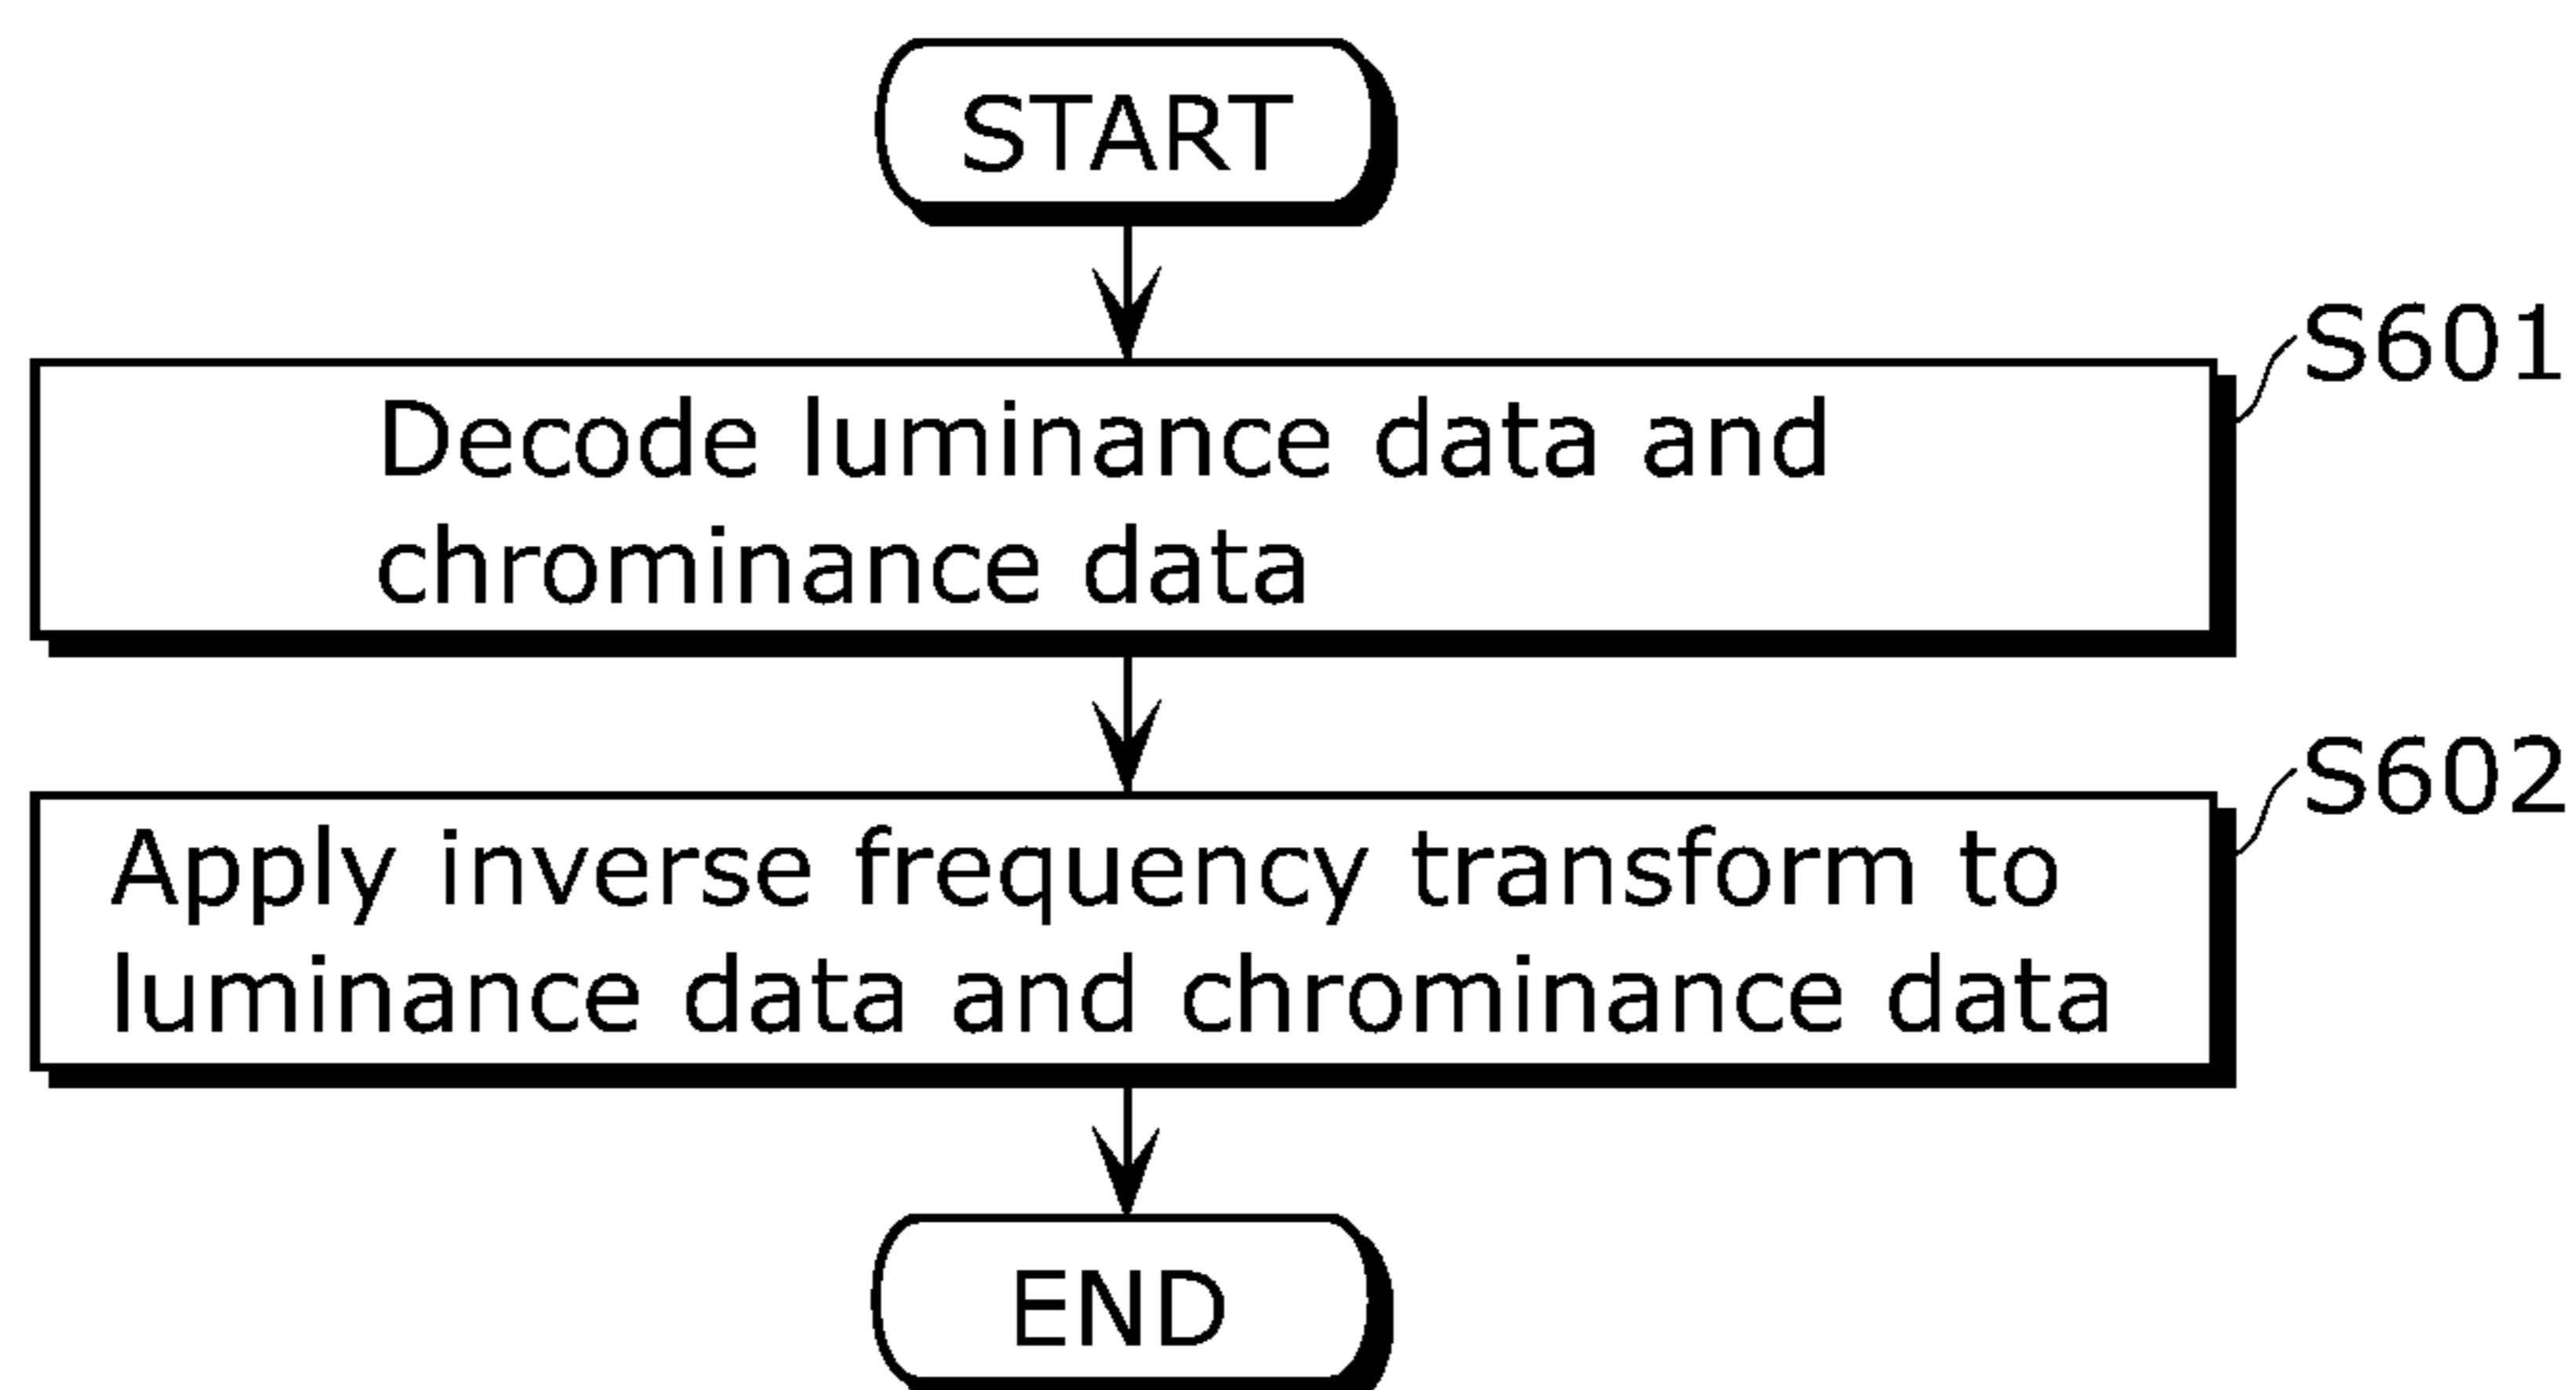 START
S601
Decode luminance data and
chrominance data
S602
Apply inverse frequency transform to
luminance data and chrominance data
END